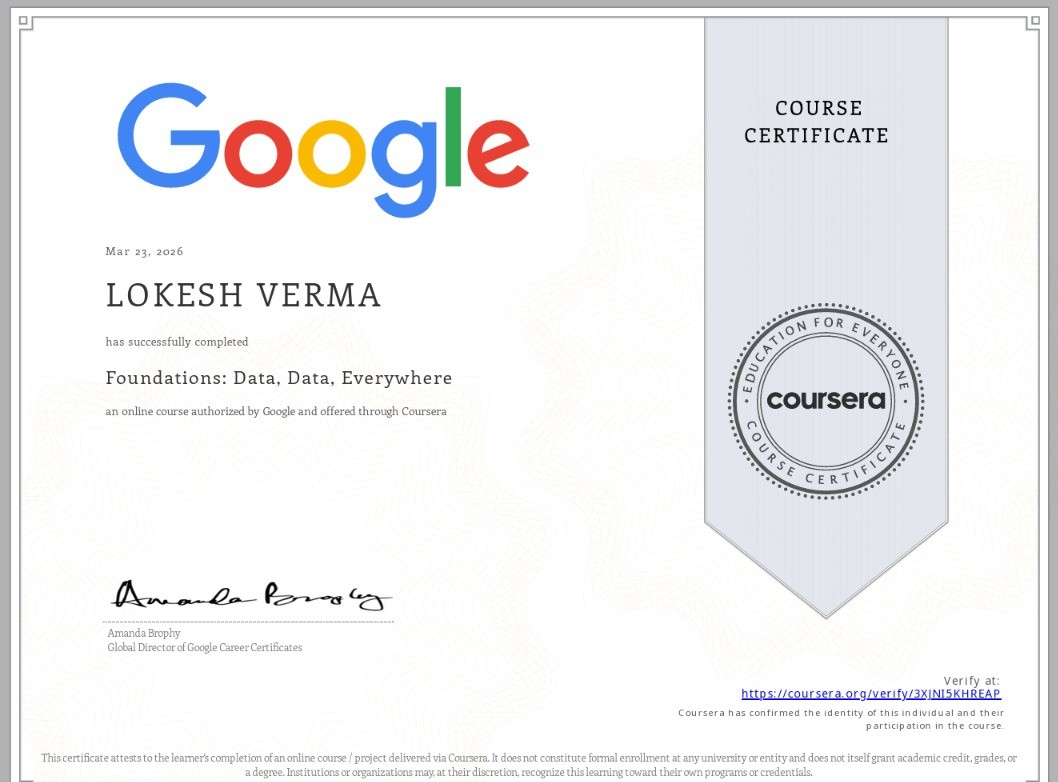 Google
COURSE
CERTIFICATE
Mar 23, 2026
LOKESH VERMA
has successfully completed
Foundations: Data, Data, Everywhere
an online course authorized by Google and offered through Coursera
EDUCATION FOR EVERYONE
coursera
COURSE CERTIFICATE
Amanda Brophy
Amanda Brophy
Global Director of Google Career Certificates
Verify at:
https://coursera.org/verify/3XJNI5KHREAP
Coursera has confirmed the identity of this individual and their
participation in the course.
This certificate attests to the learner's completion of an online course / project delivered via Coursera. It does not constitute formal enrollment at any university or entity and does not itself grant academic credit, grades, or
a degree. Institutions or organizations may, at their discretion, recognize this learning toward their own programs or credentials.